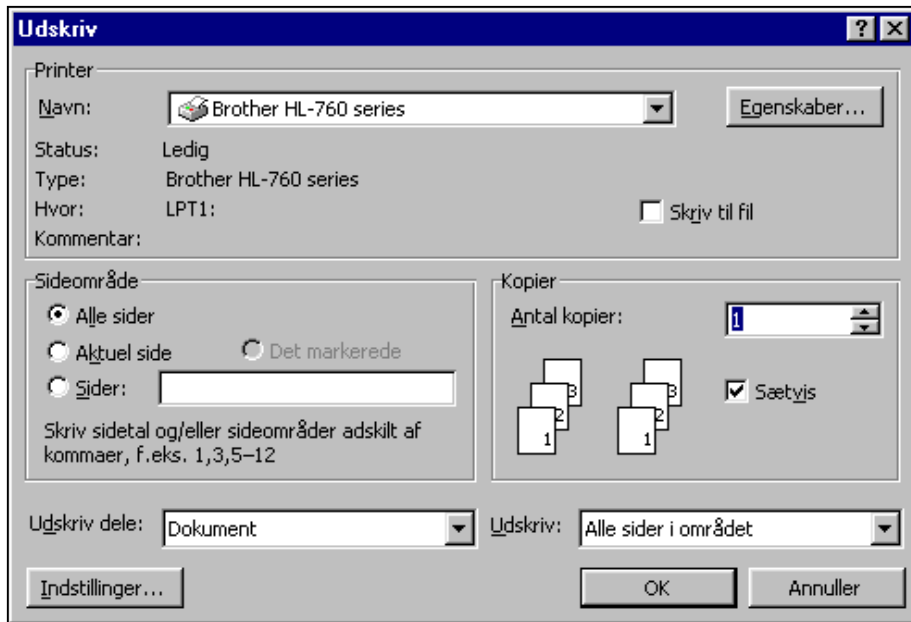 Udskriv
Printer
Navn: Brother HL-760 series Egenskaber...
Status: Ledig
Type: Brother HL-760 series
Hvor: LPT1: Skriv til fil
Kommentar:
Sideområde
Alle sider
Aktuel side Det markerede
Sider:
Skriv sidetal og/eller sideområder adskilt af
kommaer, f.eks. 1,3,5–12
Kopier
Antal kopier: 1
3 3
2 2
1 1
Sætvis
Udskriv dele: Dokument Udskriv: Alle sider i området
Indstillinger... OK Annuller